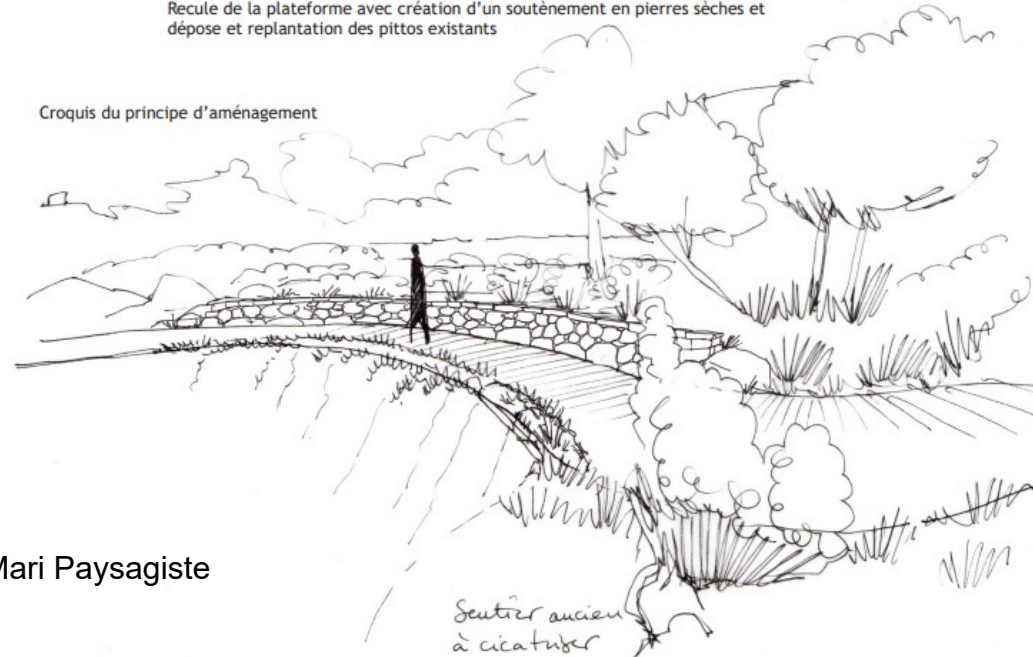 Recule de la plateforme avec création d’un soutènement en pierres sèches et
dépose et replantation des pittos existants
Croquis du principe d’aménagement
Mari Paysagiste
Sentier ancien
à cicatriser